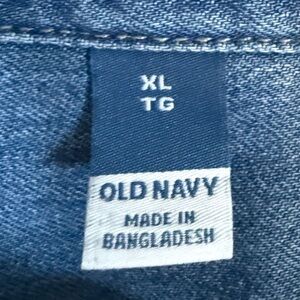 XL
TG
OLD NAVY
MADE IN
BANGLADESH